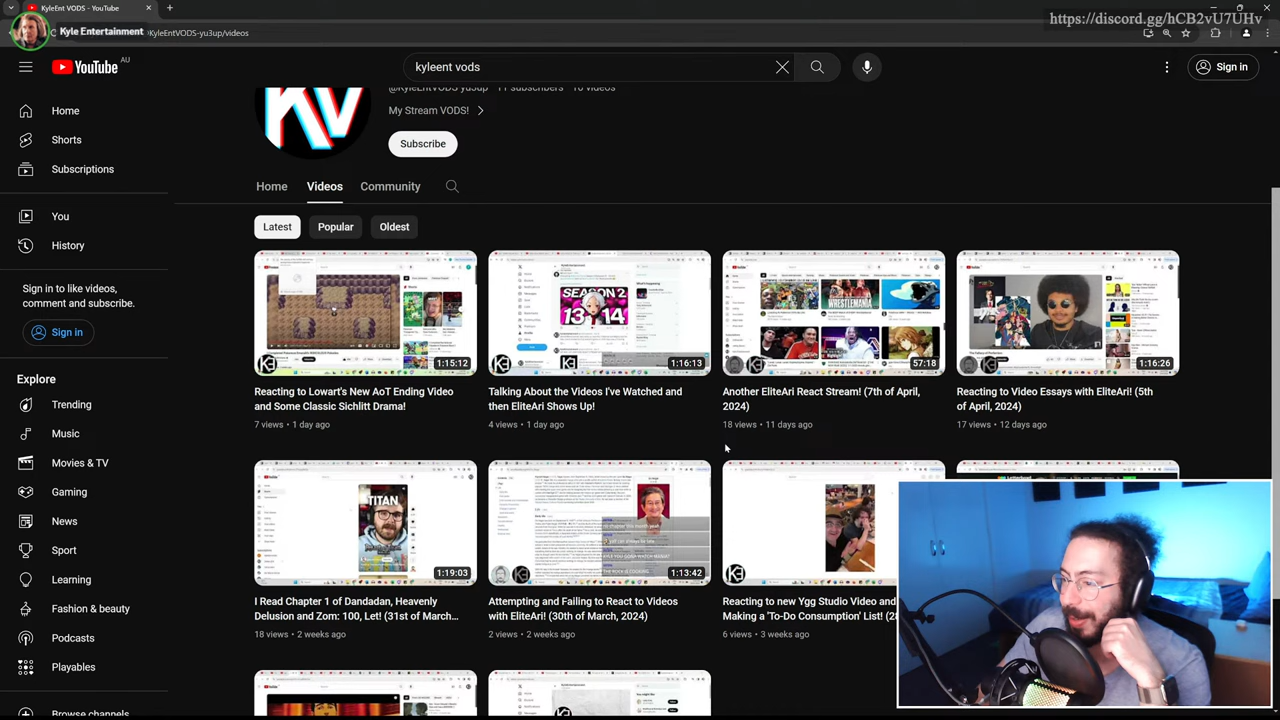 KyleEnt VODS - YouTube
https://discord.gg/hCB2vU7UHv
Kyle Entertainment
KyleEntVODS-yu3up/videos
YouTube AU
kyleent vods
Sign in
@KyleEntVODS-yu3up 11 subscribers 10 videos
My Stream VODS!
Subscribe
Home
Shorts
Subscriptions
You
History
Sign in to like videos,
comment and subscribe.
Sign in
Explore
Trending
Music
Movies & TV
Gaming
News
Sport
Learning
Fashion & beauty
Podcasts
Playables
KV
Home Videos Community
Latest Popular Oldest
1:15:12
Reacting to Lowart's New AoT Ending Video
and Some Classic Sichlitt Drama!
7 views • 1 day ago
1:16:13
Talking About the Videos I've Watched and
then EliteAri Shows Up!
4 views • 1 day ago
57:18
Another EliteAri React Stream! (7th of April,
2024)
18 views • 11 days ago
1:16:26
Reacting to Video Essays with EliteAri! (5th
of April, 2024)
17 views • 12 days ago
TITAN
1:19:03
I Read Chapter 1 of Dandadan, Heavenly
Delusion and Zom: 100, Let! (31st of March...
18 views • 2 weeks ago
1:13:42
Attempting and Failing to React to Videos
with EliteAri! (30th of March, 2024)
2 views • 2 weeks ago
Reacting to new Ygg Studio Video and
Making a 'To-Do Consumption' List! (2
6 views • 3 weeks ago